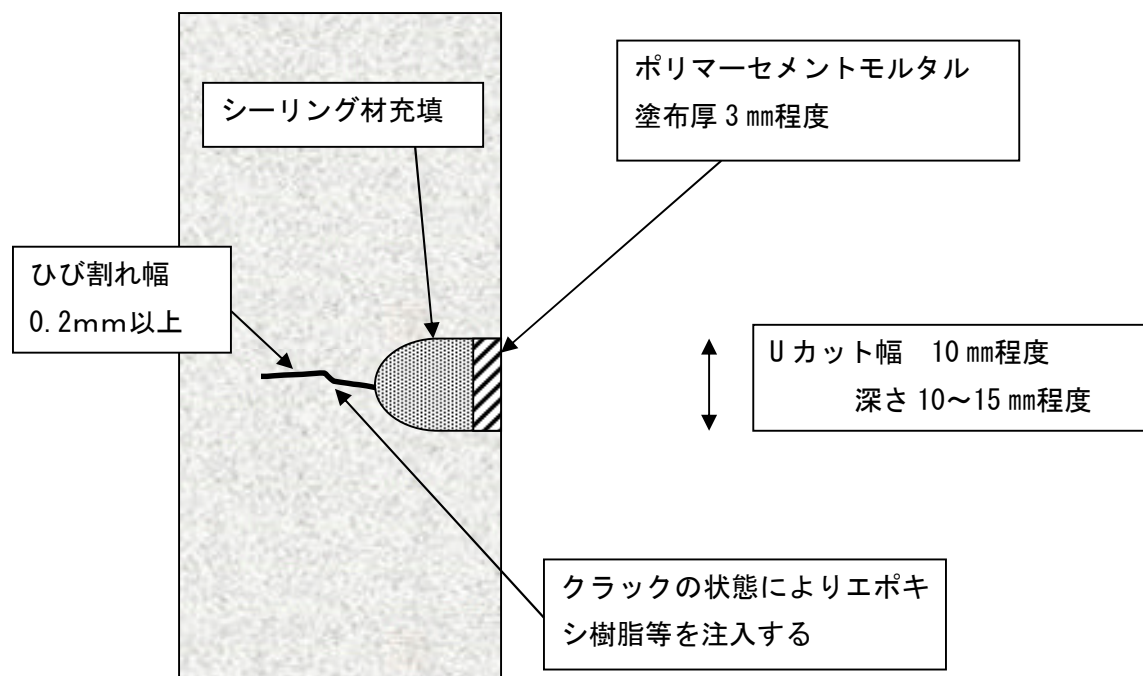 ポリマーセメントモルタル
塗布厚 3 ㎜程度
シーリング材充填
ひび割れ幅
0.2ｍｍ以上
U カット幅　10 ㎜程度
深さ 10～15 ㎜程度
クラックの状態によりエポキ
シ樹脂等を注入する